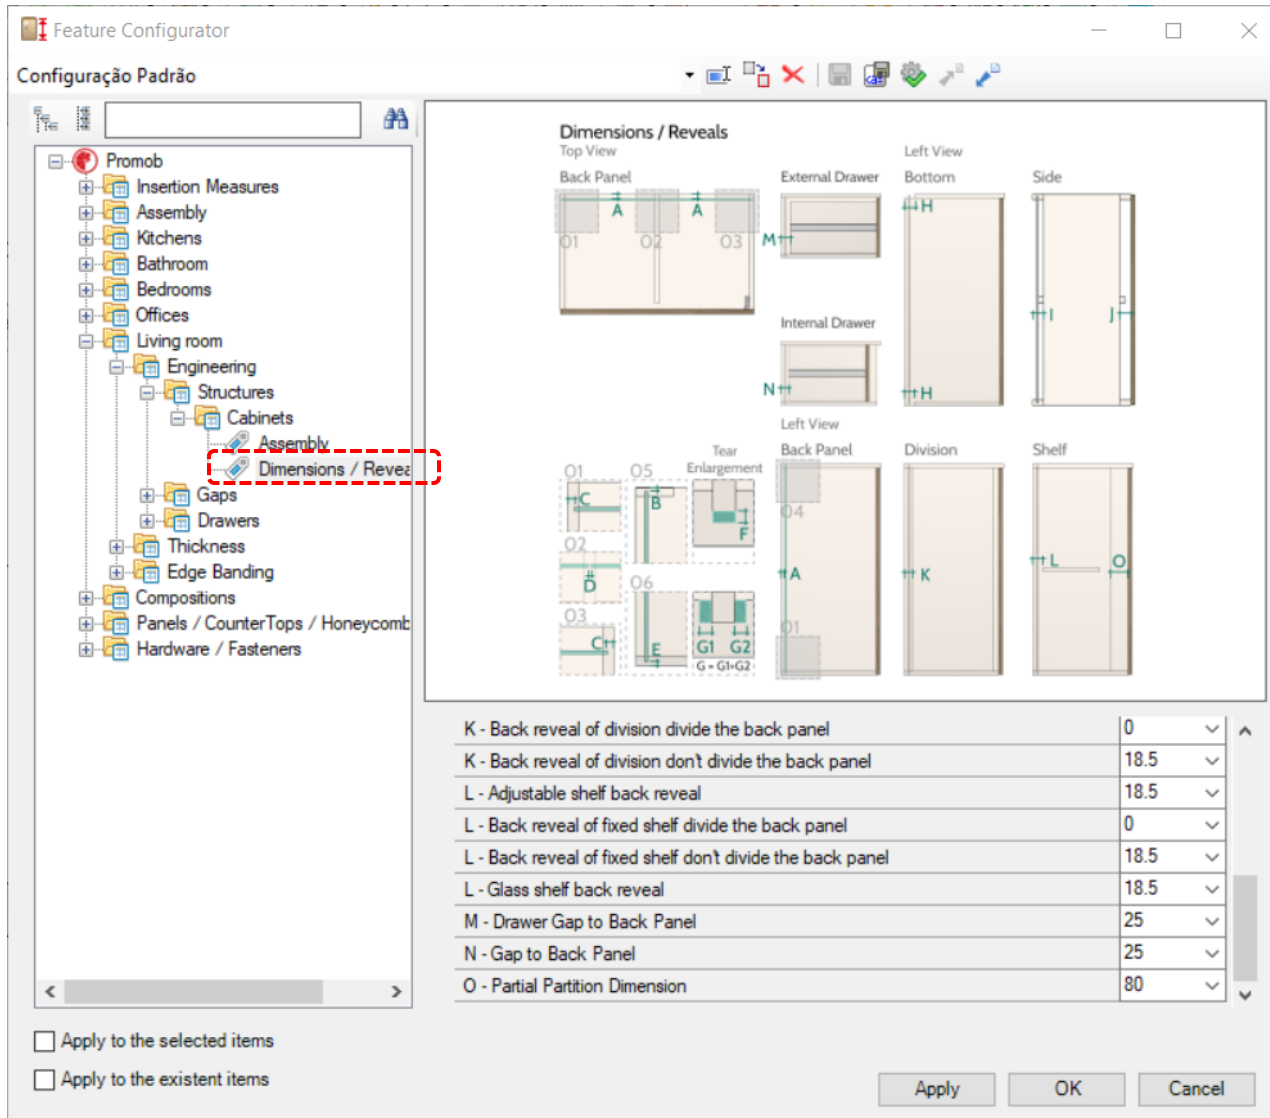 Feature Configurator
Configuração Padrão
Promob
Insertion Measures
Assembly
Kitchens
Bathroom
Bedrooms
Offices
Living room
Engineering
Structures
Cabinets
Assembly
Dimensions / Revea
Gaps
Drawers
Thickness
Edge Banding
Compositions
Panels / CounterTops / Honeycomb
Hardware / Fasteners
Dimensions / Reveals
Top View
Left View
Back Panel
External Drawer
Bottom
Side
A
A
O1
O2
O3
M
H
I
J
Internal Drawer
N
H
Left View
Tear
Enlargement
Back Panel
Division
Shelf
O1
O5
C
B
F
O4
O2
D
O6
A
K
L
O
O3
C
E
G1
G2
G = G1+G2
O1
K - Back reveal of division divide the back panel 0
K - Back reveal of division don't divide the back panel 18.5
L - Adjustable shelf back reveal 18.5
L - Back reveal of fixed shelf divide the back panel 0
L - Back reveal of fixed shelf don't divide the back panel 18.5
L - Glass shelf back reveal 18.5
M - Drawer Gap to Back Panel 25
N - Gap to Back Panel 25
O - Partial Partition Dimension 80
Apply to the selected items
Apply to the existent items
Apply
OK
Cancel